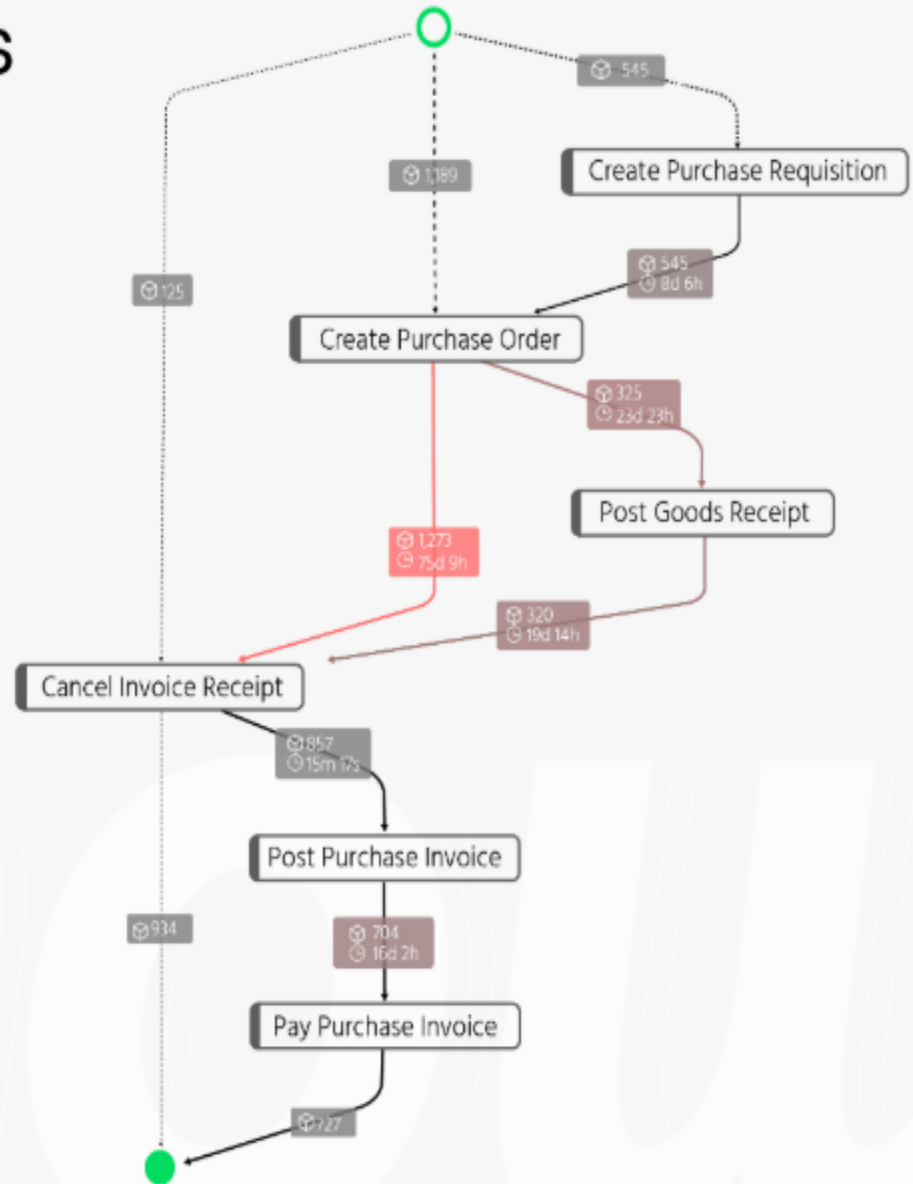 s
545
1,189
Create Purchase Requisition
545
8d 6h
125
Create Purchase Order
325
23d 23h
Post Goods Receipt
1,273
75d 9h
320
19d 14h
Cancel Invoice Receipt
857
15m 17s
Post Purchase Invoice
934
704
16d 2h
Pay Purchase Invoice
727
ou